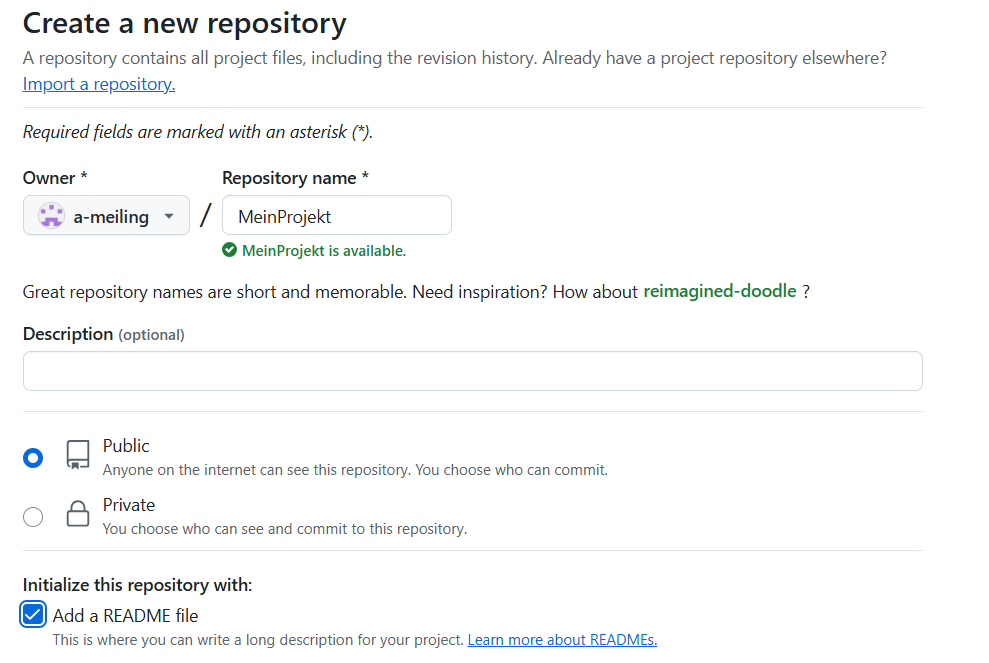 Create a new repository
A repository contains all project files, including the revision history. Already have a project repository elsewhere?
Import a repository.
Required fields are marked with an asterisk (*).
Owner *
Repository name *
a-meiling
/
MeinProjekt
MeinProjekt is available.
Great repository names are short and memorable. Need inspiration? How about reimagined-doodle ?
Description (optional)
Public
Anyone on the internet can see this repository. You choose who can commit.
Private
You choose who can see and commit to this repository.
Initialize this repository with:
Add a README file
This is where you can write a long description for your project. Learn more about READMEs.